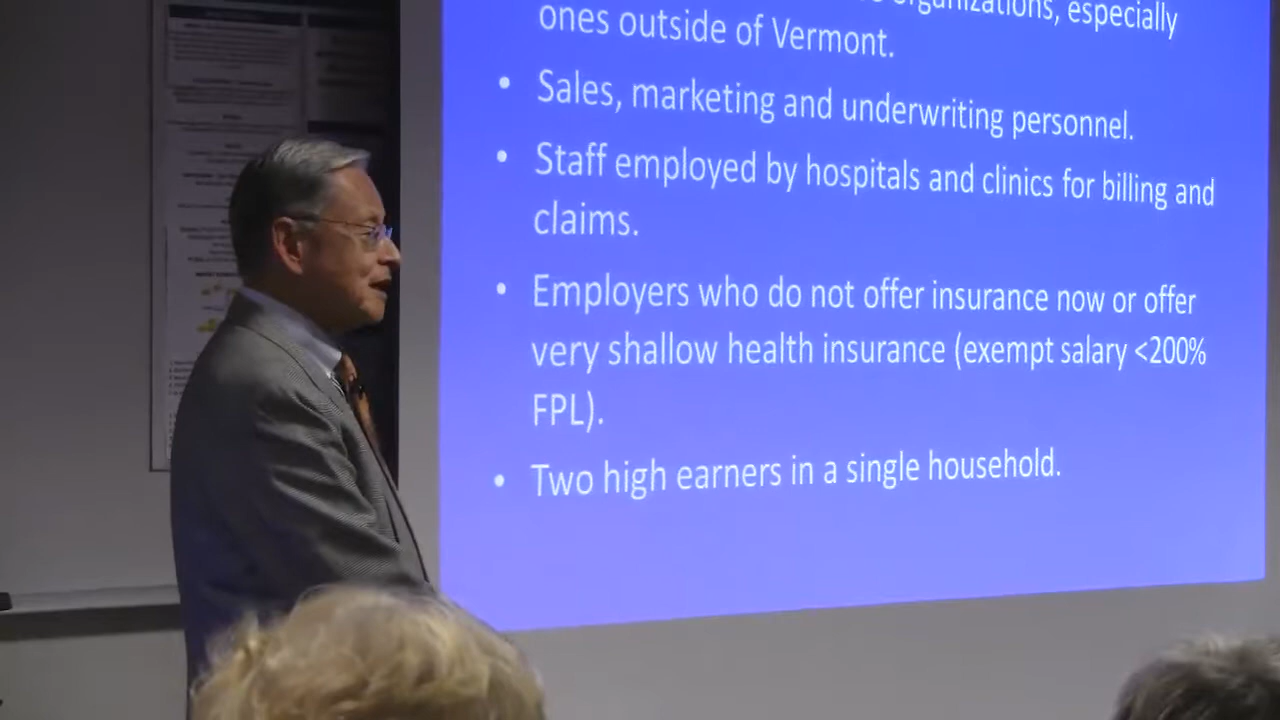 organizations, especially
ones outside of Vermont.
• Sales, marketing and underwriting personnel.
• Staff employed by hospitals and clinics for billing and
claims.
• Employers who do not offer insurance now or offer
very shallow health insurance (exempt salary <200%
FPL).
• Two high earners in a single household.